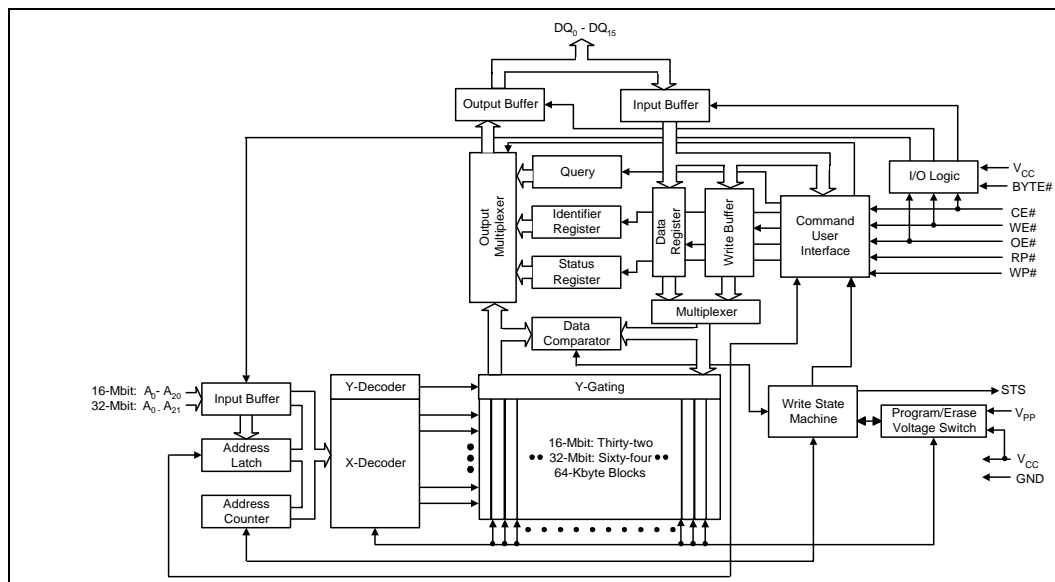 DQ0 - DQ15
Output Buffer
Input Buffer
I/O Logic
VCC
BYTE#
Output
Multiplexer
Query
Identifier
Register
Status
Register
Data
Register
Write Buffer
Command
User
Interface
CE#
WE#
OE#
RP#
WP#
Multiplexer
Data
Comparator
16-Mbit: A0- A20
32-Mbit: A0 - A21
Input Buffer
Address
Latch
Address
Counter
Y-Decoder
X-Decoder
Y-Gating
16-Mbit: Thirty-two
32-Mbit: Sixty-four
64-Kbyte Blocks
Write State
Machine
Program/Erase
Voltage Switch
STS
VPP
VCC
GND